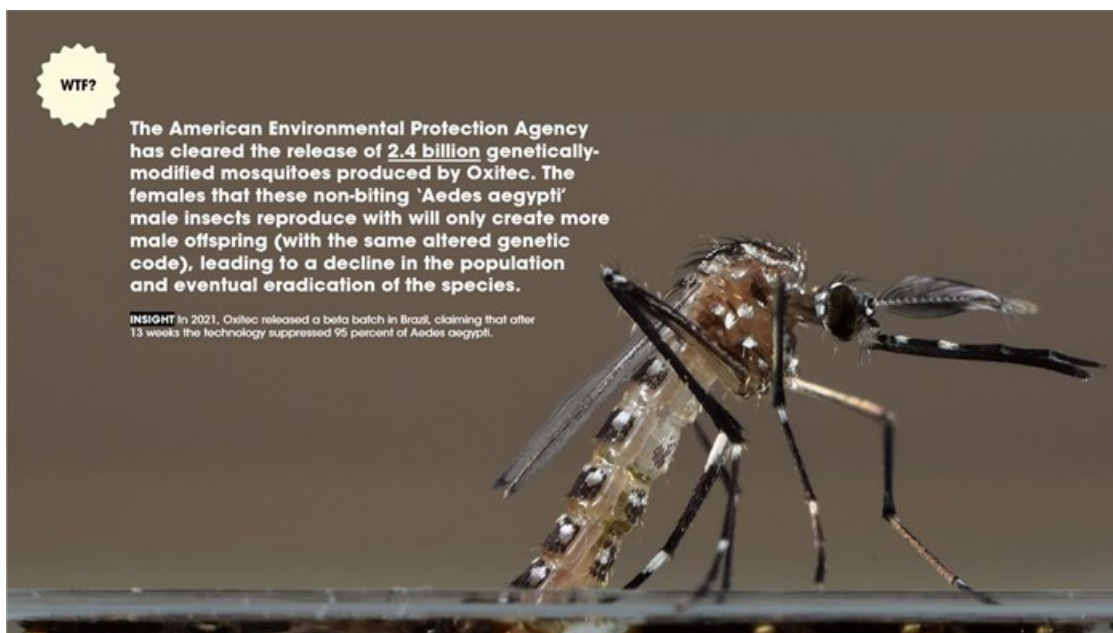 WTF?
The American Environmental Protection Agency
has cleared the release of 2.4 billion genetically-
modified mosquitoes produced by Oxitec. The
females that these non-biting ‘Aedes aegypti’
male insects reproduce with will only create more
male offspring (with the same altered genetic
code), leading to a decline in the population
and eventual eradication of the species.
INSIGHT In 2021, Oxitec released a beta batch in Brazil, claiming that after
13 weeks the technology suppressed 95 percent of Aedes aegypti.